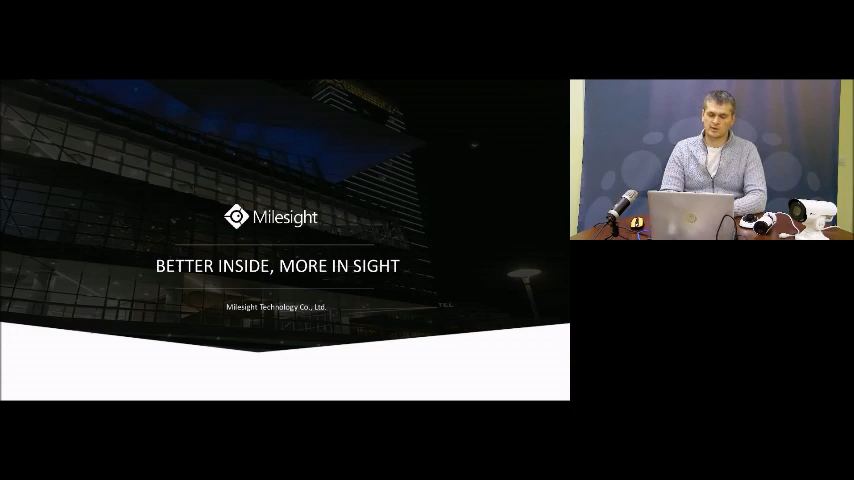 Milesight
BETTER INSIDE, MORE IN SIGHT
Milesight Technology Co., Ltd.